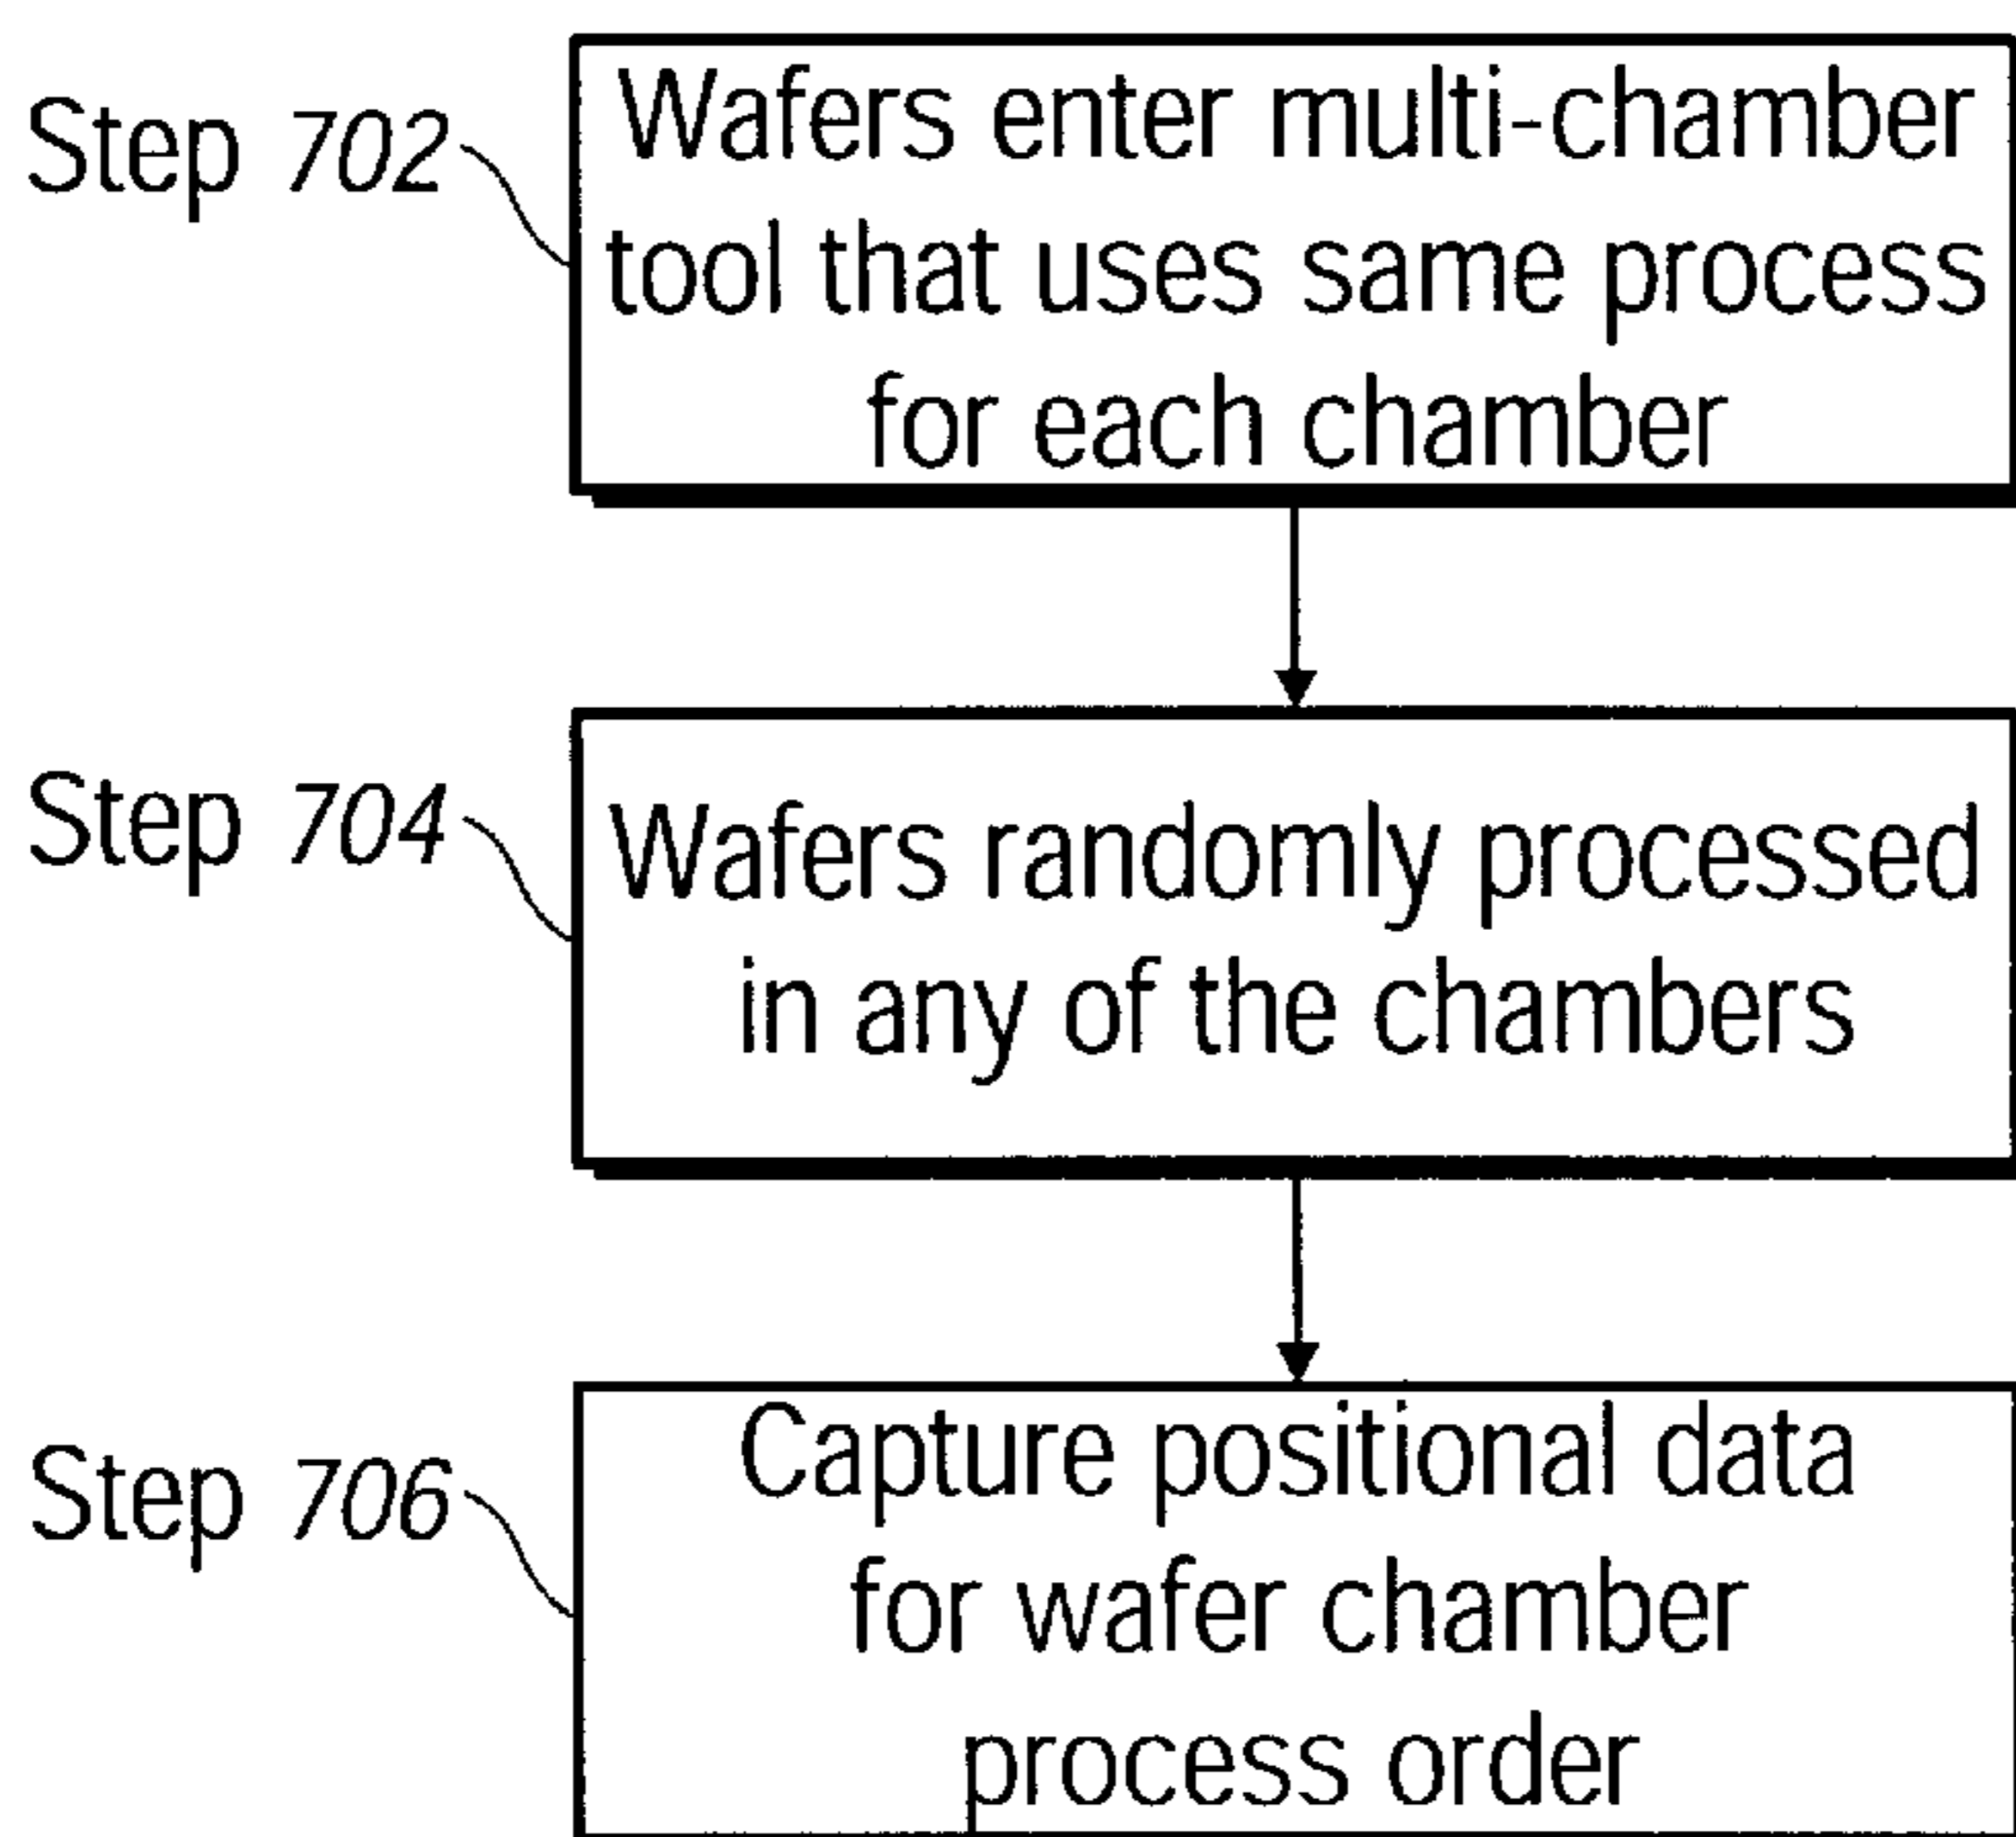 Step 702
Wafers enter multi-chamber
tool that uses same process
for each chamber
Step 704
Wafers randomly processed
in any of the chambers
Step 706
Capture positional data
for wafer chamber
process order